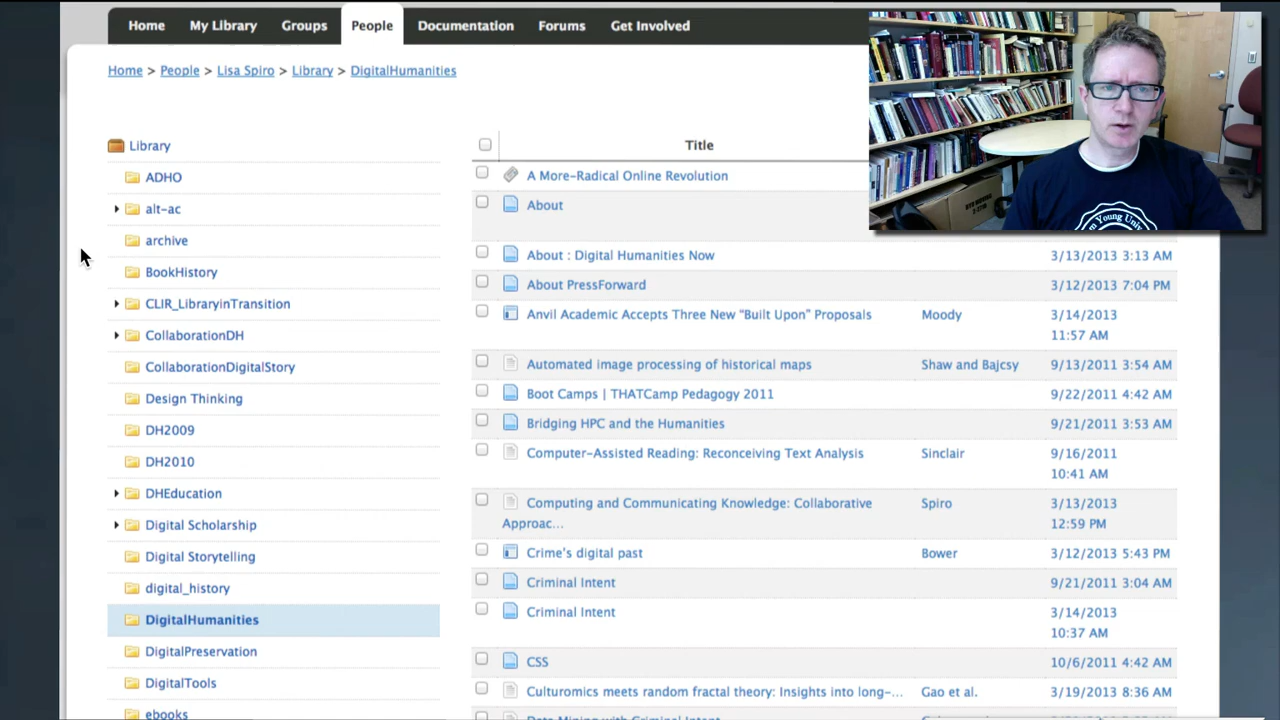 Home My Library Groups People Documentation Forums Get Involved
Home > People > Lisa Spiro > Library > DigitalHumanities
Library
ADHO
alt-ac
archive
BookHistory
CLIR_LibraryinTransition
CollaborationDH
CollaborationDigitalStory
Design Thinking
DH2009
DH2010
DHEducation
Digital Scholarship
Digital Storytelling
digital_history
DigitalHumanities
DigitalPreservation
DigitalTools
ebooks
Title
A More-Radical Online Revolution
About
About : Digital Humanities Now 3/13/2013 3:13 AM
About PressForward 3/12/2013 7:04 PM
Anvil Academic Accepts Three New “Built Upon” Proposals Moody 3/14/2013
11:57 AM
Automated image processing of historical maps Shaw and Bajcsy 9/13/2011 3:54 AM
Boot Camps | THATCamp Pedagogy 2011 9/22/2011 4:42 AM
Bridging HPC and the Humanities 9/21/2011 3:53 AM
Computer-Assisted Reading: Reconceiving Text Analysis Sinclair 9/16/2011
10:41 AM
Computing and Communicating Knowledge: Collaborative Spiro 3/13/2013
Approac... 12:59 PM
Crime's digital past Bower 3/12/2013 5:43 PM
Criminal Intent 9/21/2011 3:04 AM
Criminal Intent 3/14/2013
10:37 AM
CSS 10/6/2011 4:42 AM
Culturomics meets random fractal theory: Insights into long-... Gao et al. 3/19/2013 8:36 AM
Data Mining with Criminal Intent
m Young Univ